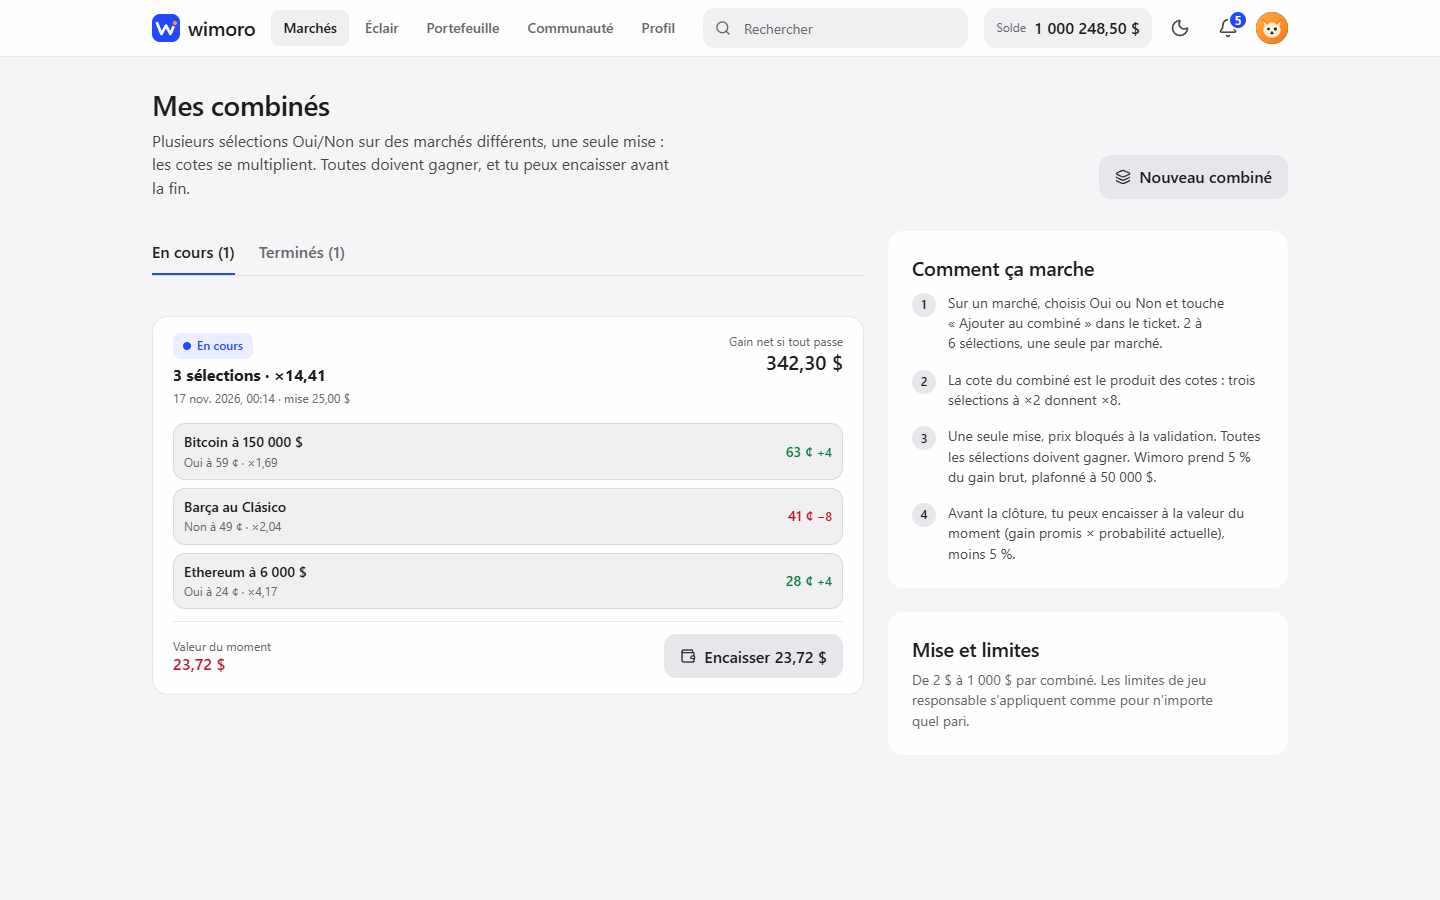 wimoro
Marchés
Éclair
Portefeuille
Communauté
Profil
Rechercher
Solde 1 000 248,50 $
5
Mes combinés
Plusieurs sélections Oui/Non sur des marchés différents, une seule mise :
les cotes se multiplient. Toutes doivent gagner, et tu peux encaisser avant
la fin.
Nouveau combiné
En cours (1)
Terminés (1)
En cours
3 sélections · ×14,41
17 nov. 2026, 00:14 · mise 25,00 $
Gain net si tout passe
342,30 $
Bitcoin à 150 000 $
Oui à 59 ¢ · ×1,69
63 ¢ +4
Barça au Clásico
Non à 49 ¢ · ×2,04
41 ¢ −8
Ethereum à 6 000 $
Oui à 24 ¢ · ×4,17
28 ¢ +4
Valeur du moment
23,72 $
Encaisser 23,72 $
Comment ça marche
1
Sur un marché, choisis Oui ou Non et touche
« Ajouter au combiné » dans le ticket. 2 à
6 sélections, une seule par marché.
2
La cote du combiné est le produit des cotes : trois
sélections à ×2 donnent ×8.
3
Une seule mise, prix bloqués à la validation. Toutes
les sélections doivent gagner. Wimoro prend 5 %
du gain brut, plafonné à 50 000 $.
4
Avant la clôture, tu peux encaisser à la valeur du
moment (gain promis × probabilité actuelle),
moins 5 %.
Mise et limites
De 2 $ à 1 000 $ par combiné. Les limites de jeu
responsable s'appliquent comme pour n'importe
quel pari.